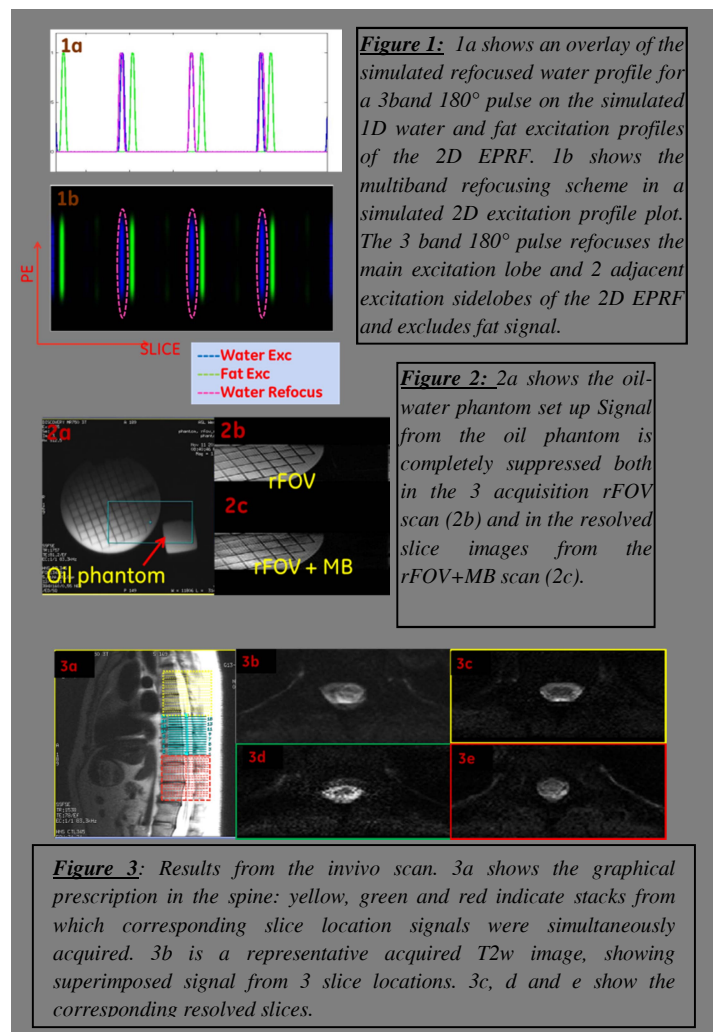 1a
Figure 1: 1a shows an overlay of the
simulated refocused water profile for
a 3band 180° pulse on the simulated
1D water and fat excitation profiles
of the 2D EPRF. 1b shows the
multiband refocusing scheme in a
simulated 2D excitation profile plot.
The 3 band 180° pulse refocuses the
main excitation lobe and 2 adjacent
excitation sidelobes of the 2D EPRF
and excludes fat signal.
1b
PE
SLICE
Water Exc
Fat Exc
Water Refocus
Figure 2: 2a shows the oil-
water phantom set up Signal
from the oil phantom is
completely suppressed both
in the 3 acquisition rFOV
scan (2b) and in the resolved
slice images from the
rFOV+MB scan (2c).
2a
Oil phantom
2b
rFOV
2c
rFOV + MB
3a
3b
3c
3d
3e
Figure 3: Results from the invivo scan. 3a shows the graphical
prescription in the spine: yellow, green and red indicate stacks from
which corresponding slice location signals were simultaneously
acquired. 3b is a representative acquired T2w image, showing
superimposed signal from 3 slice locations. 3c, d and e show the
corresponding resolved slices.